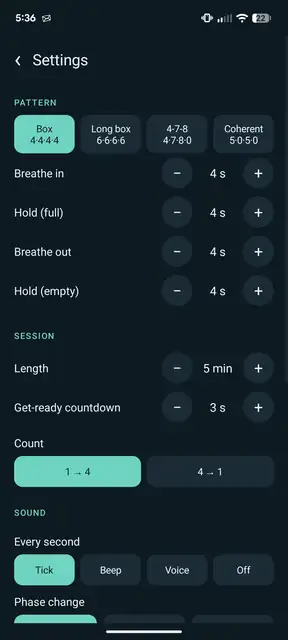 5:36 22
‹ Settings
PATTERN
Box Long box 4-7-8 Coherent
4·4·4·4 6·6·6·6 4·7·8·0 5·0·5·0
Breathe in − 4 s +
Hold (full) − 4 s +
Breathe out − 4 s +
Hold (empty) − 4 s +
SESSION
Length − 5 min +
Get-ready countdown − 3 s +
Count
1 → 4 4 → 1
SOUND
Every second
Tick Beep Voice Off
Phase change